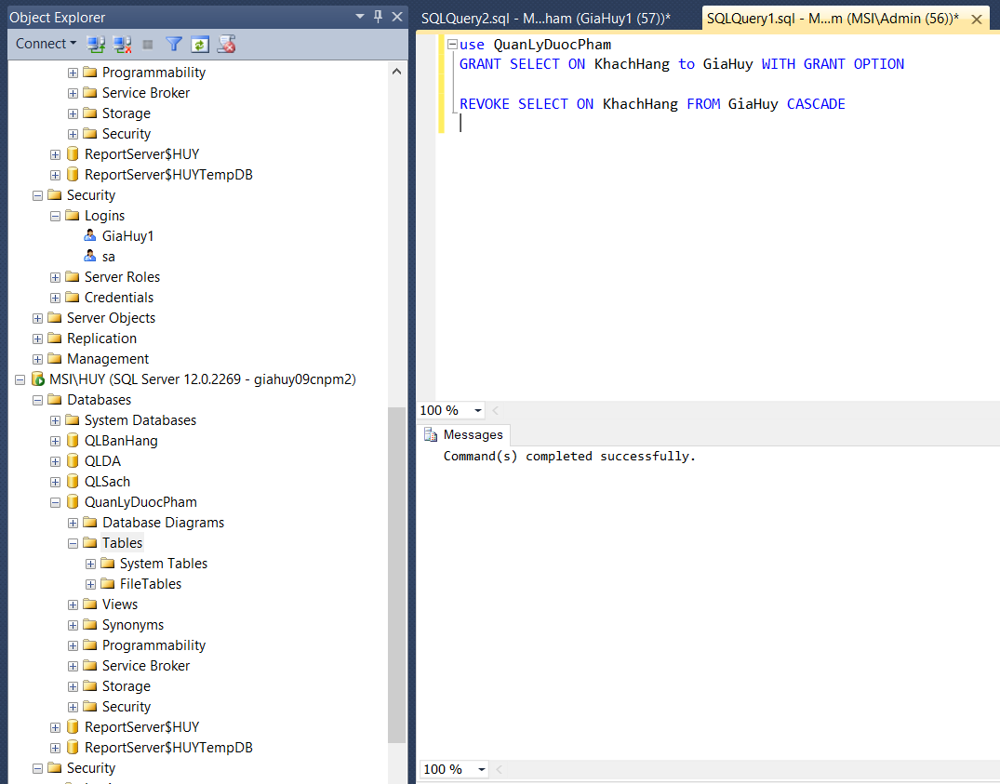 Object Explorer
Connect
Programmability
Service Broker
Storage
Security
ReportServer$HUY
ReportServer$HUYTempDB
Security
Logins
GiaHuy1
sa
Server Roles
Credentials
Server Objects
Replication
Management
MSI\HUY (SQL Server 12.0.2269 - giahuy09cnpm2)
Databases
System Databases
QLBanHang
QLDA
QLSach
QuanLyDuocPham
Database Diagrams
Tables
System Tables
FileTables
Views
Synonyms
Programmability
Service Broker
Storage
Security
ReportServer$HUY
ReportServer$HUYTempDB
Security
SQLQuery2.sql - M...ham (GiaHuy1 (57))* SQLQuery1.sql - M...m (MSI\Admin (56))*
use QuanLyDuocPham
GRANT SELECT ON KhachHang to GiaHuy WITH GRANT OPTION
REVOKE SELECT ON KhachHang FROM GiaHuy CASCADE
100 %
Messages
Command(s) completed successfully.
100 %